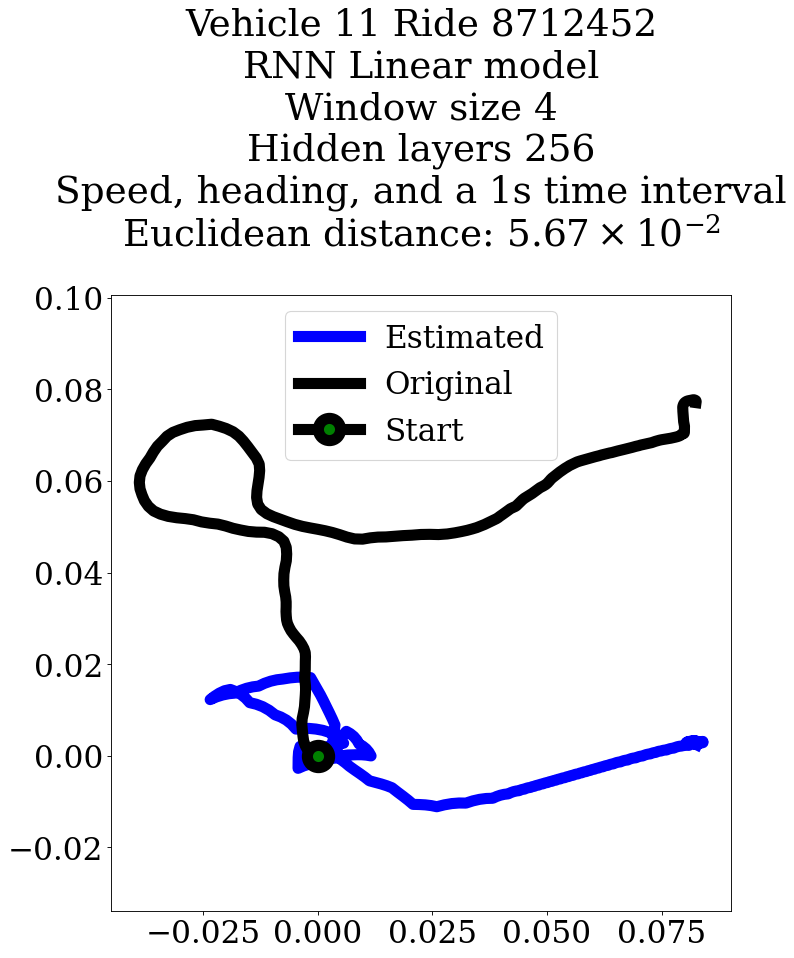 Vehicle 11 Ride 8712452
RNN Linear model
Window size 4
Hidden layers 256
Speed, heading, and a 1s time interval
Euclidean distance: 5.67 × 10⁻²
0.10
Estimated
0.08
Original
Start
0.06
0.04
0.02
0.00
−0.02
−0.025 0.000 0.025 0.050 0.075